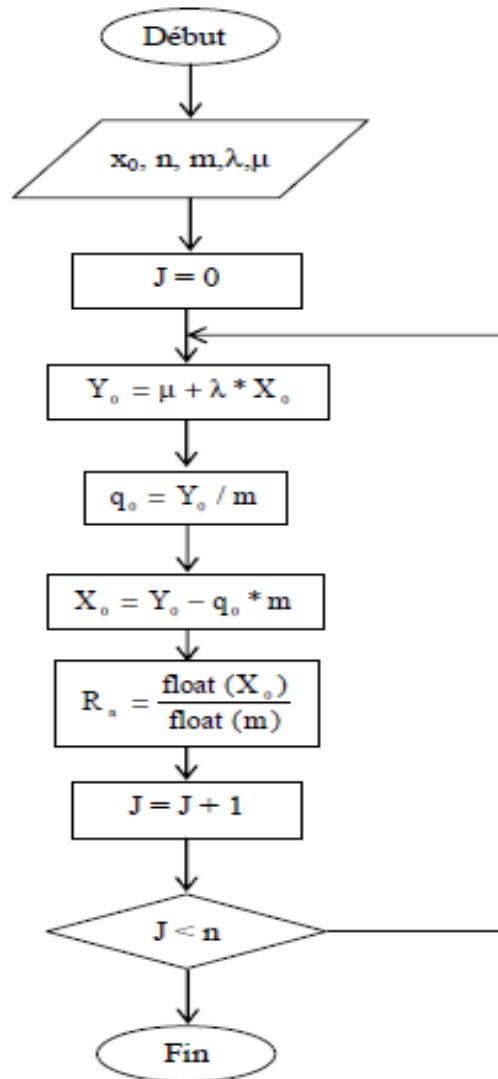 Début
x₀, n, m,λ,μ
J = 0
Y₀ = μ + λ * X₀
q₀ = Y₀ / m
X₀ = Y₀ − q₀ * m
Rₙ = float (X₀) / float (m)
J = J + 1
J < n
Fin